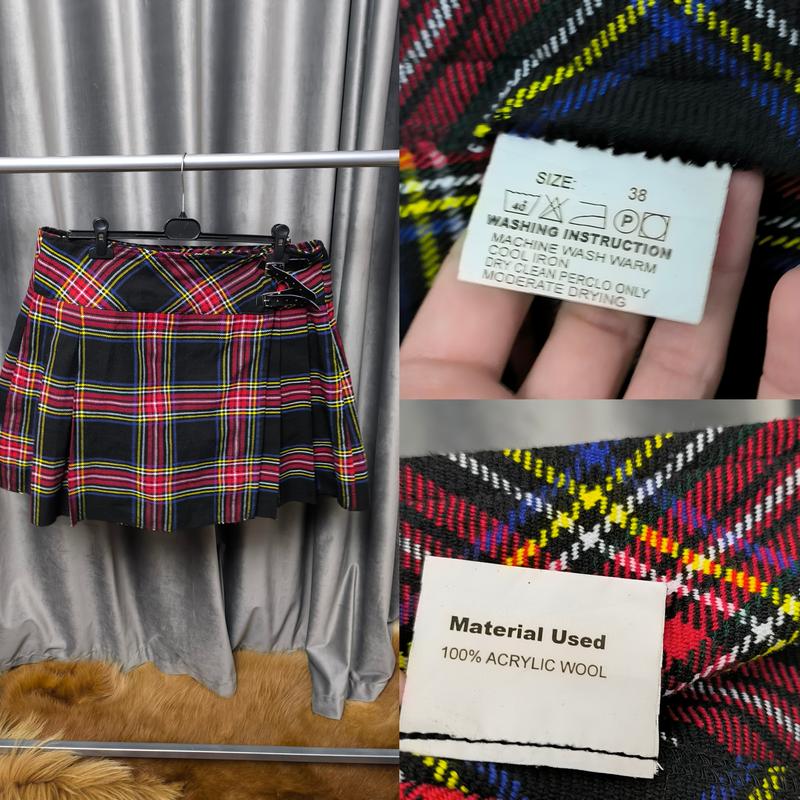 SIZE: 38
40 P
WASHING INSTRUCTION
MACHINE WASH WARM
COOL IRON
DRY CLEAN PERCLO ONLY
MODERATE DRYING
Material Used
100% ACRYLIC WOOL